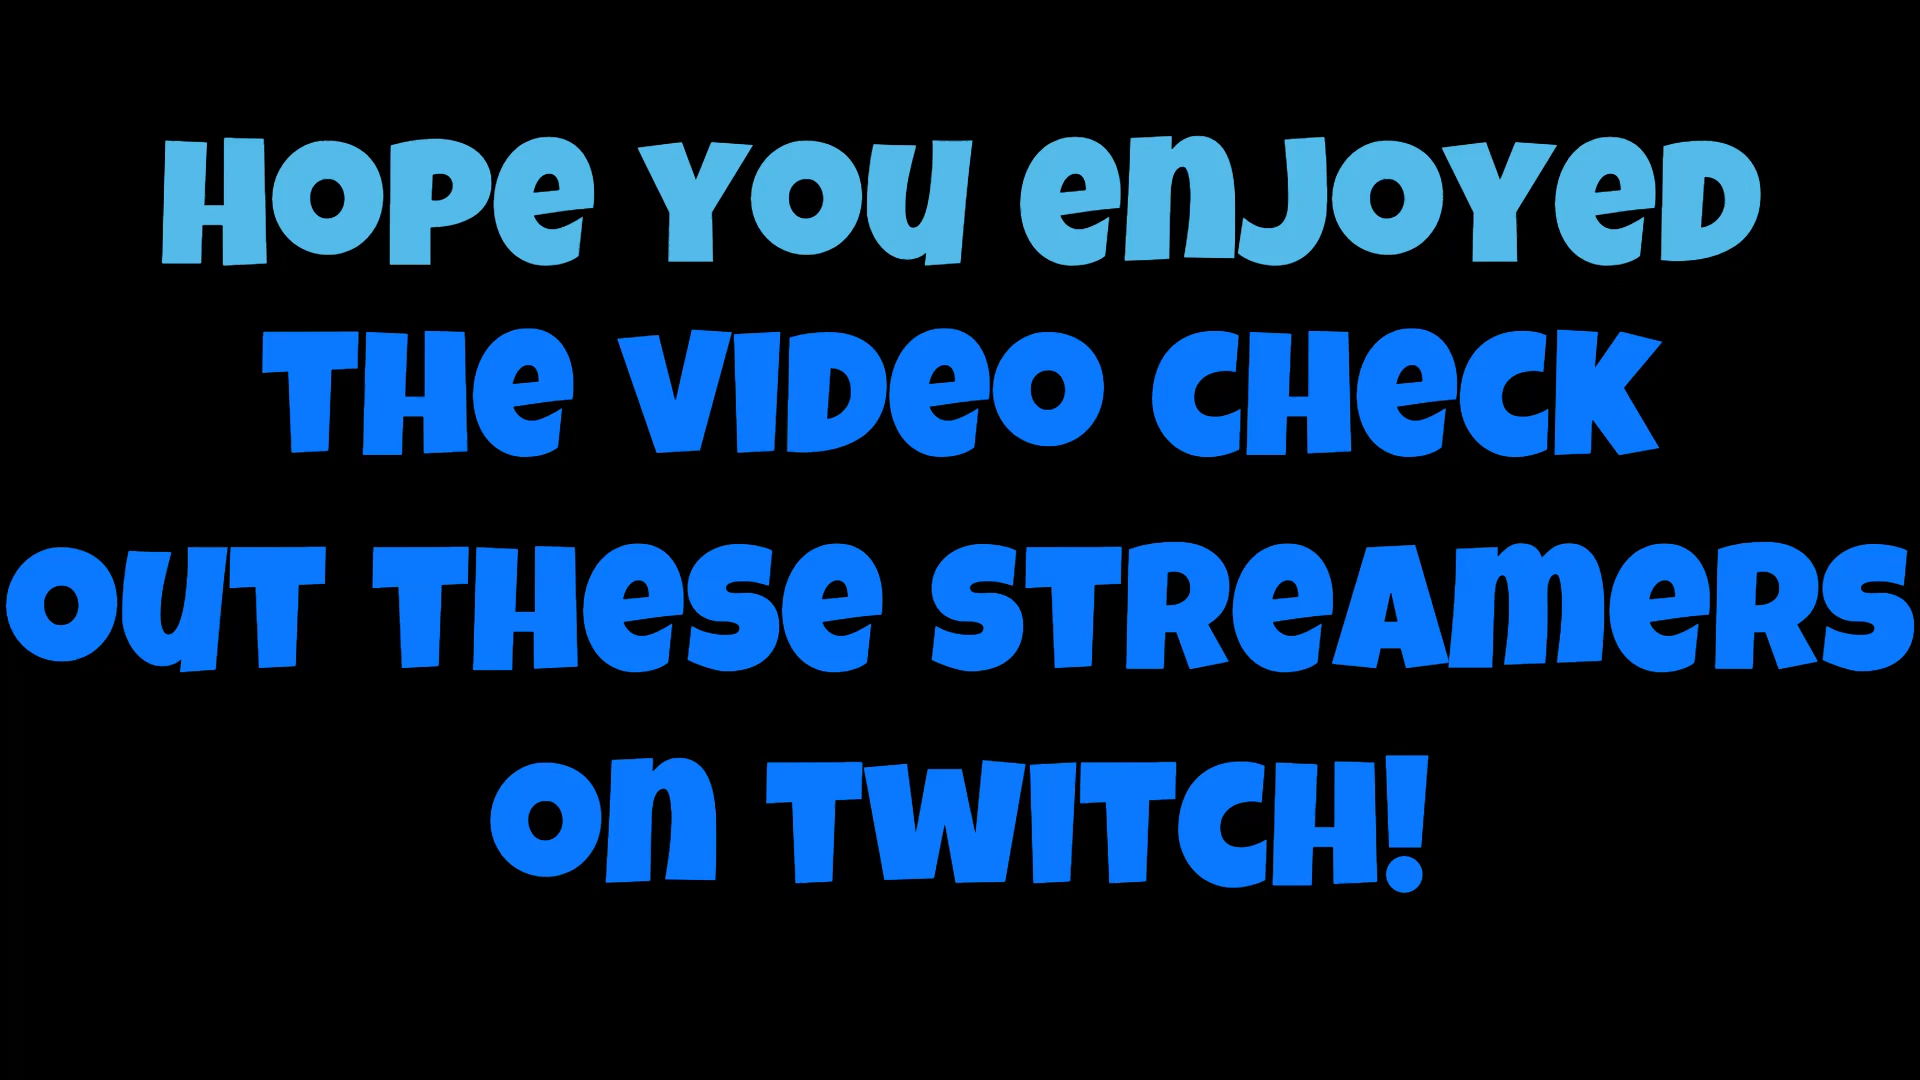 HOPE YOU ENJOYED
THE VIDEO CHECK
OUT THESE STREAMERS
ON TWITCH!